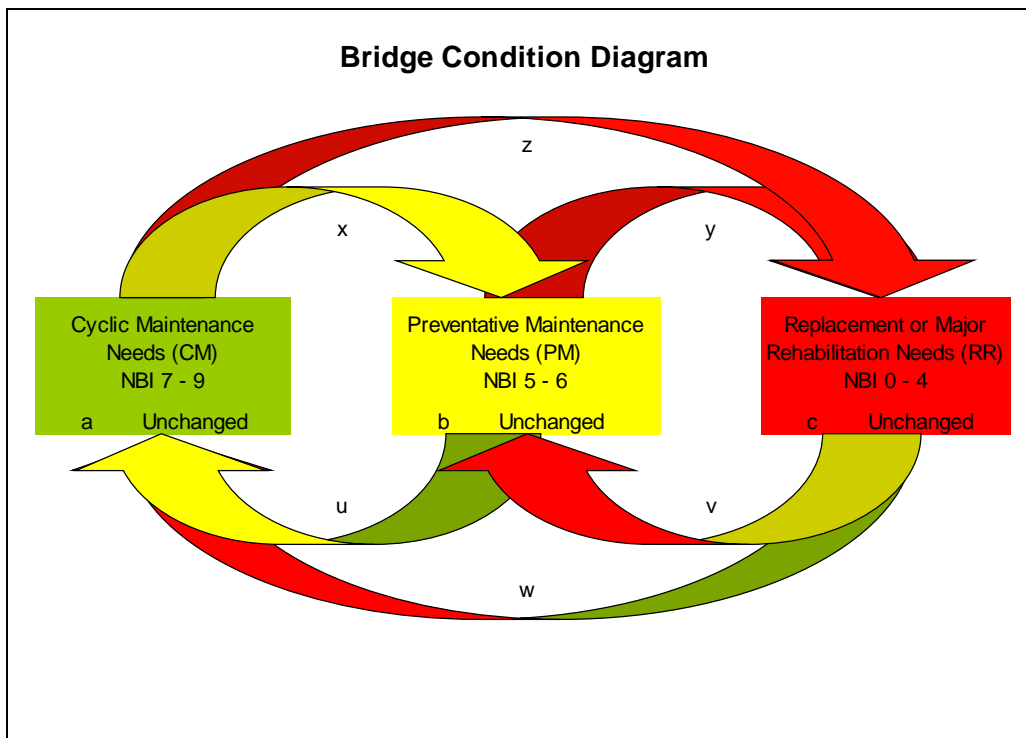 Bridge Condition Diagram
z
x
y
Cyclic Maintenance
Needs (CM)
NBI 7 - 9
a Unchanged
Preventative Maintenance
Needs (PM)
NBI 5 - 6
b Unchanged
Replacement or Major
Rehabilitation Needs (RR)
NBI 0 - 4
c Unchanged
u
v
w